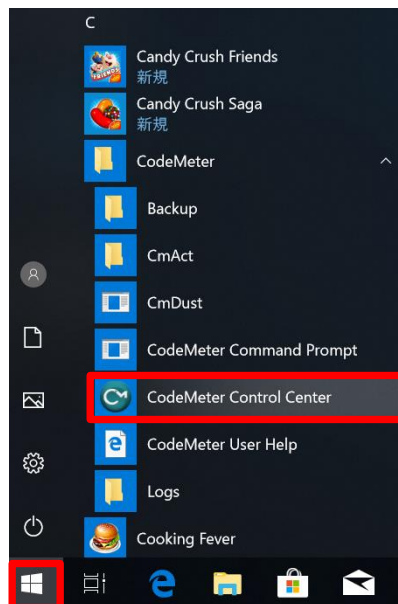 C
Candy Crush Friends
新規
Candy Crush Saga
新規
CodeMeter
Backup
CmAct
CmDust
CodeMeter Command Prompt
CodeMeter Control Center
CodeMeter User Help
Logs
Cooking Fever